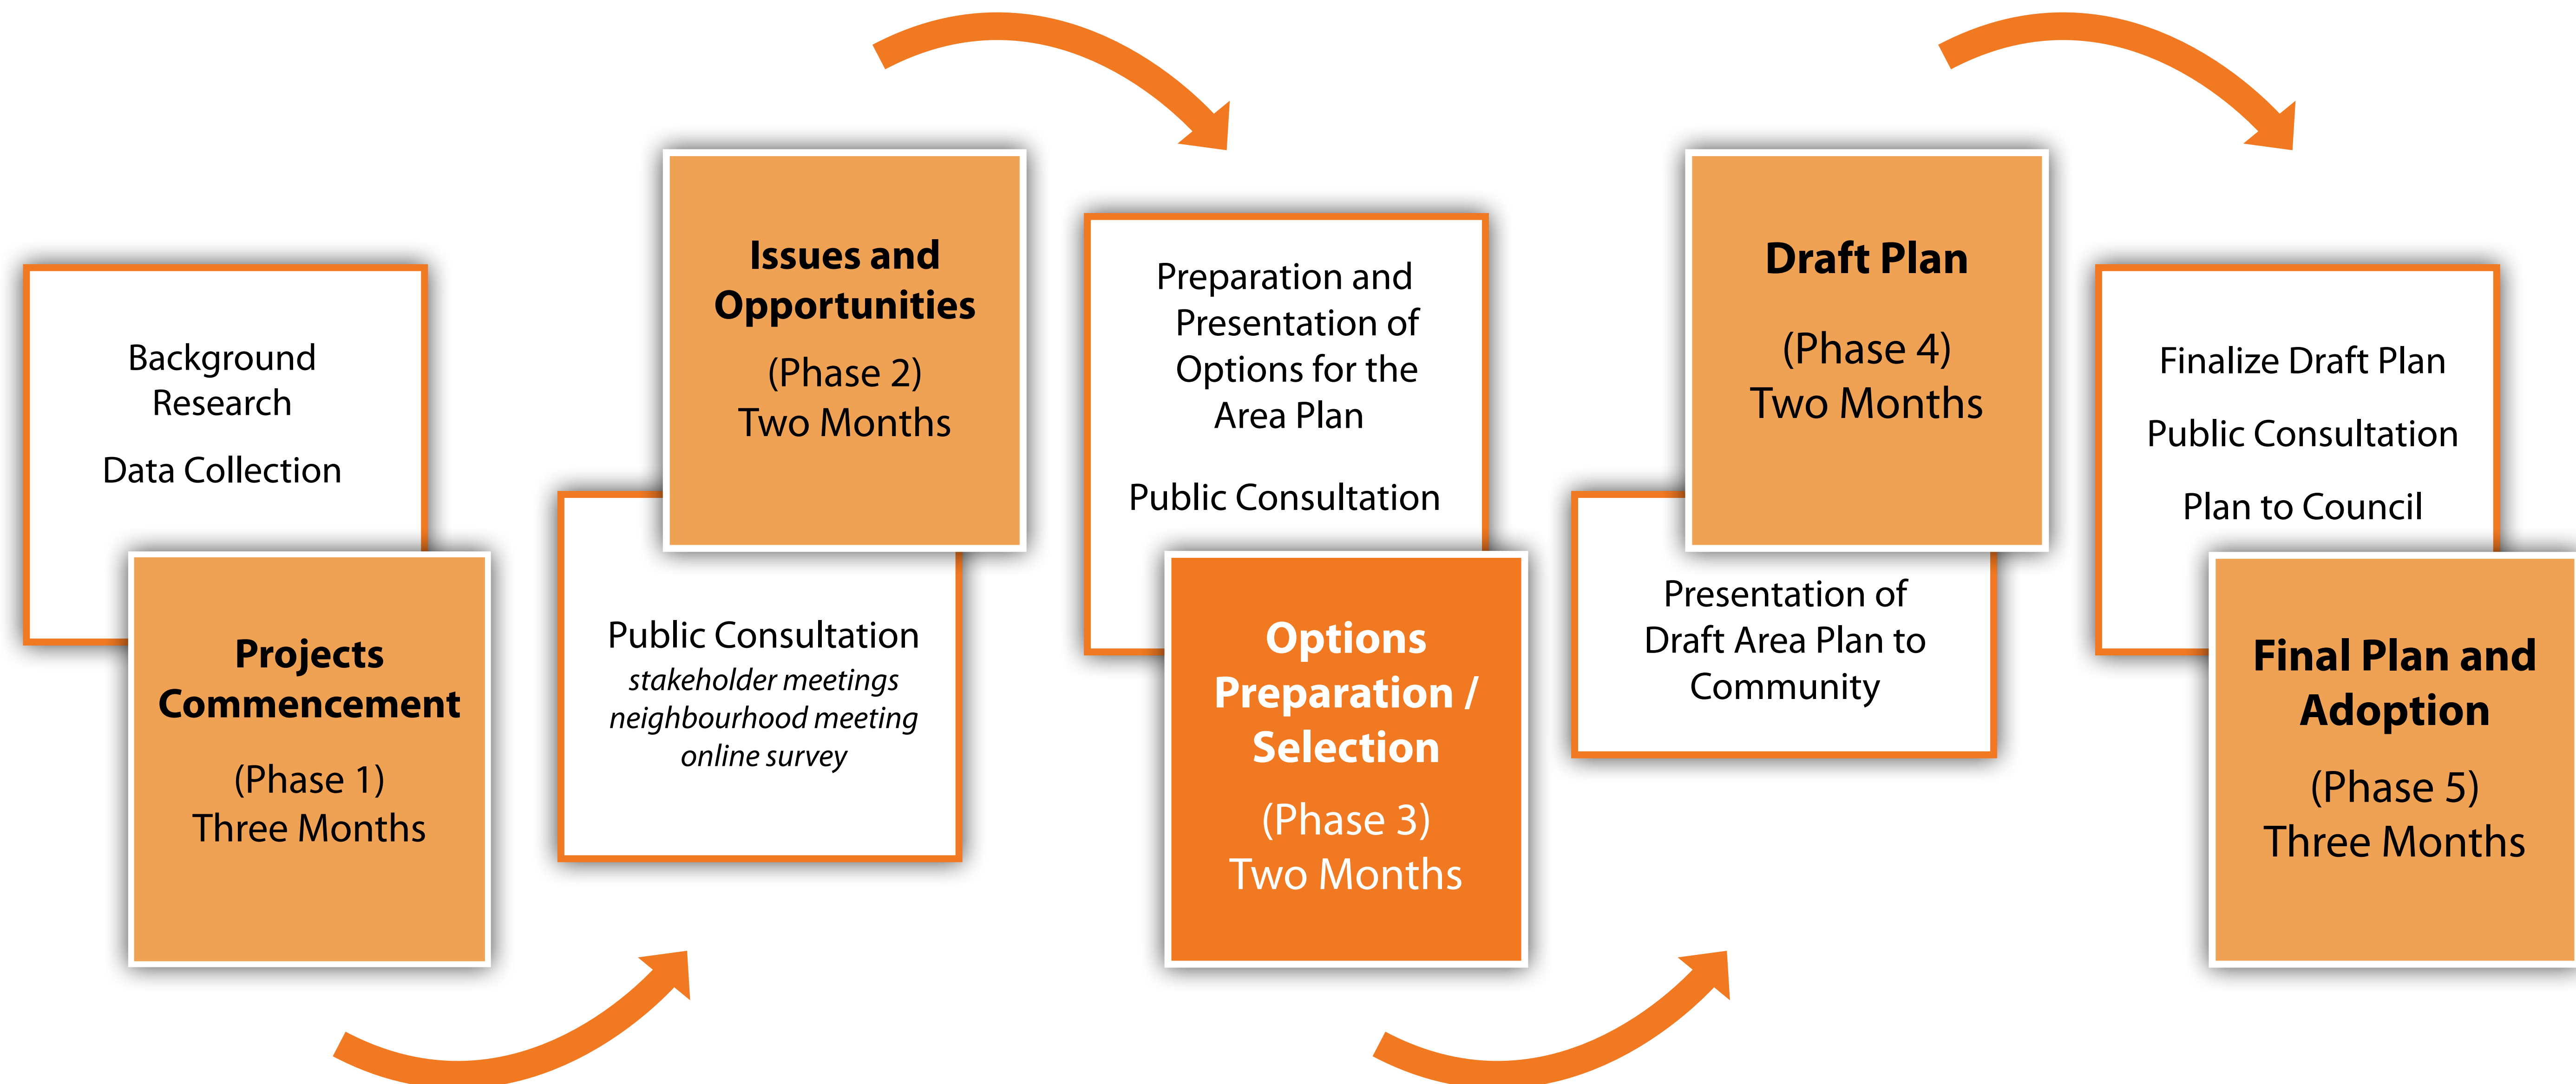 Background
Research
Data Collection
Projects
Commencement
(Phase 1)
Three Months
Issues and
Opportunities
(Phase 2)
Two Months
Public Consultation
stakeholder meetings
neighbourhood meeting
online survey
Preparation and
Presentation of
Options for the
Area Plan
Public Consultation
Options
Preparation /
Selection
(Phase 3)
Two Months
Draft Plan
(Phase 4)
Two Months
Presentation of
Draft Area Plan to
Community
Finalize Draft Plan
Public Consultation
Plan to Council
Final Plan and
Adoption
(Phase 5)
Three Months